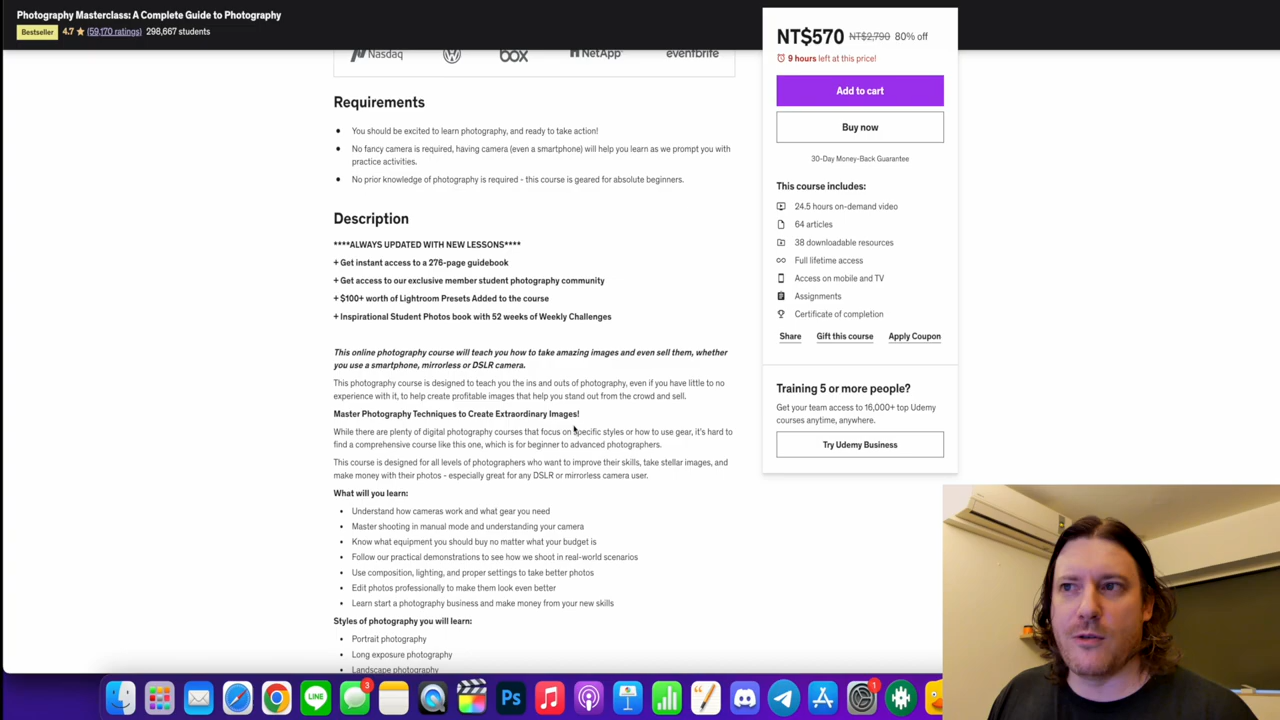 Photography Masterclass: A Complete Guide to Photography
Bestseller 4.7 (59,170 ratings) 298,667 students
Nasdaq box NetApp eventbrite
Requirements
You should be excited to learn photography, and ready to take action!
No fancy camera is required, having camera (even a smartphone) will help you learn as we prompt you with
practice activities.
No prior knowledge of photography is required - this course is geared for absolute beginners.
Description
****ALWAYS UPDATED WITH NEW LESSONS****
+ Get instant access to a 276-page guidebook
+ Get access to our exclusive member student photography community
+ $100+ worth of Lightroom Presets Added to the course
+ Inspirational Student Photos book with 52 weeks of Weekly Challenges
This online photography course will teach you how to take amazing images and even sell them, whether
you use a smartphone, mirrorless or DSLR camera.
This photography course is designed to teach you the ins and outs of photography, even if you have little to no
experience with it, to help create profitable images that help you stand out from the crowd and sell.
Master Photography Techniques to Create Extraordinary Images!
While there are plenty of digital photography courses that focus on specific styles or how to use gear, it's hard to
find a comprehensive course like this one, which is for beginner to advanced photographers.
This course is designed for all levels of photographers who want to improve their skills, take stellar images, and
make money with their photos - especially great for any DSLR or mirrorless camera user.
What will you learn:
Understand how cameras work and what gear you need
Master shooting in manual mode and understanding your camera
Know what equipment you should buy no matter what your budget is
Follow our practical demonstrations to see how we shoot in real-world scenarios
Use composition, lighting, and proper settings to take better photos
Edit photos professionally to make them look even better
Learn start a photography business and make money from your new skills
Styles of photography you will learn:
Portrait photography
Long exposure photography
Landscape photography
NT$570 NT$2,790 80% off
9 hours left at this price!
Add to cart
Buy now
30-Day Money-Back Guarantee
This course includes:
24.5 hours on-demand video
64 articles
38 downloadable resources
Full lifetime access
Access on mobile and TV
Assignments
Certificate of completion
Share Gift this course Apply Coupon
Training 5 or more people?
Get your team access to 16,000+ top Udemy
courses anytime, anywhere.
Try Udemy Business
LINE 3 Ps 1